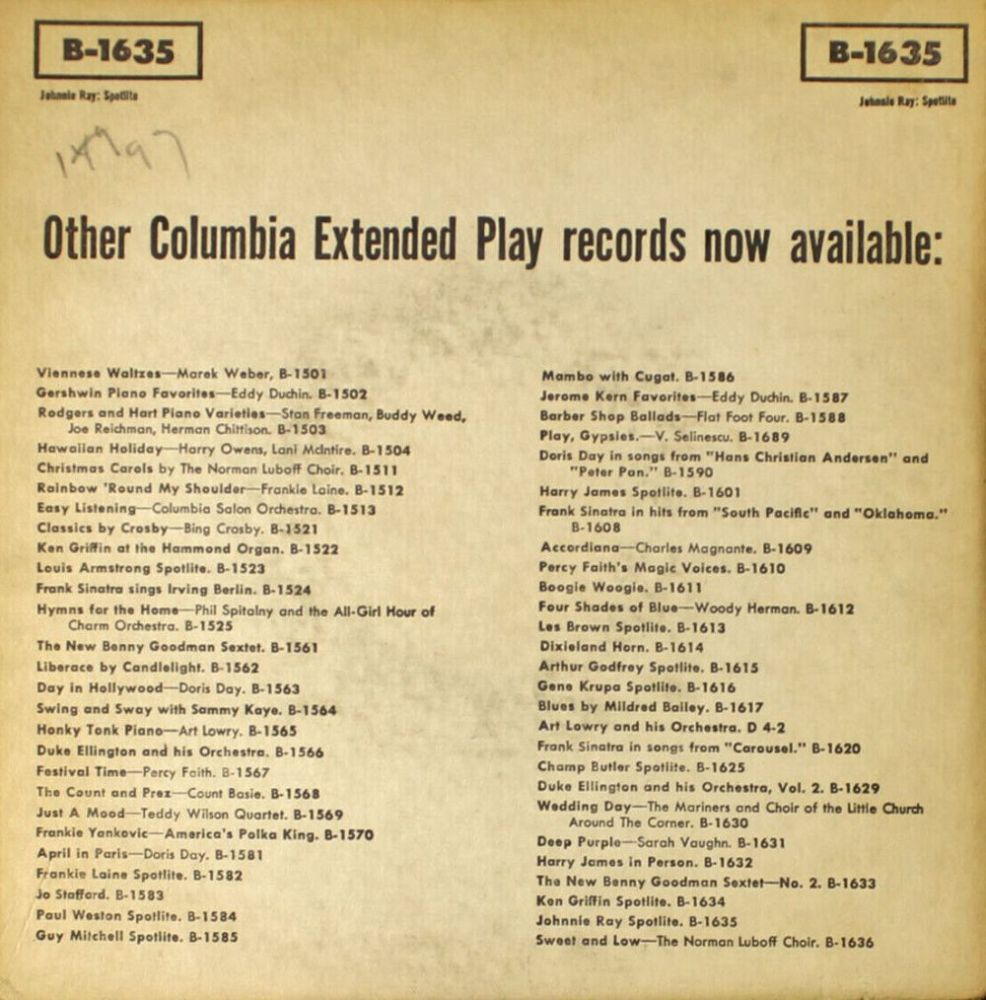 B-1635
B-1635
Johnnie Ray: Spotlite
Johnnie Ray: Spotlite
Other Columbia Extended Play records now available:
Viennese Waltzes—Marek Weber, B-1501
Gershwin Piano Favorites—Eddy Duchin. B-1502
Rodgers and Hart Piano Varieties—Stan Freeman, Buddy Weed,
Joe Reichman, Herman Chittison. B-1503
Hawaiian Holiday—Harry Owens, Lani McIntire. B-1504
Christmas Carols by The Norman Luboff Choir. B-1511
Rainbow 'Round My Shoulder—Frankie Laine. B-1512
Easy Listening—Columbia Salon Orchestra. B-1513
Classics by Crosby—Bing Crosby. B-1521
Ken Griffin at the Hammond Organ. B-1522
Louis Armstrong Spotlite. B-1523
Frank Sinatra sings Irving Berlin. B-1524
Hymns for the Home—Phil Spitalny and the All-Girl Hour of
Charm Orchestra. B-1525
The New Benny Goodman Sextet. B-1561
Liberace by Candlelight. B-1562
Day in Hollywood—Doris Day. B-1563
Swing and Sway with Sammy Kaye. B-1564
Honky Tonk Piano—Art Lowry. B-1565
Duke Ellington and his Orchestra. B-1566
Festival Time—Percy Faith. B-1567
The Count and Prez—Count Basie. B-1568
Just A Mood—Teddy Wilson Quartet. B-1569
Frankie Yankovic—America's Polka King. B-1570
April in Paris—Doris Day. B-1581
Frankie Laine Spotlite. B-1582
Jo Stafford. B-1583
Paul Weston Spotlite. B-1584
Guy Mitchell Spotlite. B-1585
Mambo with Cugat. B-1586
Jerome Kern Favorites—Eddy Duchin. B-1587
Barber Shop Ballads—Flat Foot Four. B-1588
Play, Gypsies.—V. Selinescu. B-1689
Doris Day in songs from "Hans Christian Andersen" and
"Peter Pan." B-1590
Harry James Spotlite. B-1601
Frank Sinatra in hits from "South Pacific" and "Oklahoma."
B-1608
Accordiana—Charles Magnante. B-1609
Percy Faith's Magic Voices. B-1610
Boogie Woogie. B-1611
Four Shades of Blue—Woody Herman. B-1612
Les Brown Spotlite. B-1613
Dixieland Horn. B-1614
Arthur Godfrey Spotlite. B-1615
Gene Krupa Spotlite. B-1616
Blues by Mildred Bailey. B-1617
Art Lowry and his Orchestra. D 4-2
Frank Sinatra in songs from "Carousel." B-1620
Champ Butler Spotlite. B-1625
Duke Ellington and his Orchestra, Vol. 2. B-1629
Wedding Day—The Mariners and Choir of the Little Church
Around The Corner. B-1630
Deep Purple—Sarah Vaughn. B-1631
Harry James in Person. B-1632
The New Benny Goodman Sextet—No. 2. B-1633
Ken Griffin Spotlite. B-1634
Johnnie Ray Spotlite. B-1635
Sweet and Low—The Norman Luboff Choir. B-1636